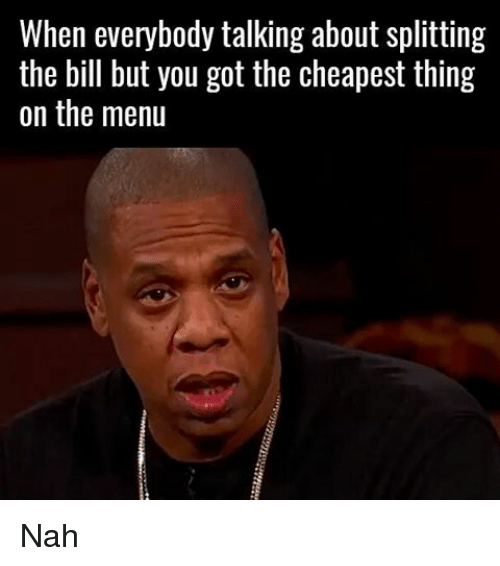 When everybody talking about splitting
the bill but you got the cheapest thing
on the menu
Nah